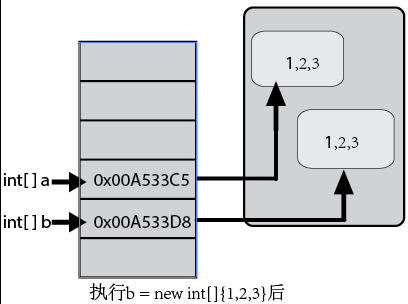 1,2,3
1,2,3
int[] a 0x00A533C5
int[] b 0x00A533D8
执行b = new int[]{1,2,3}后